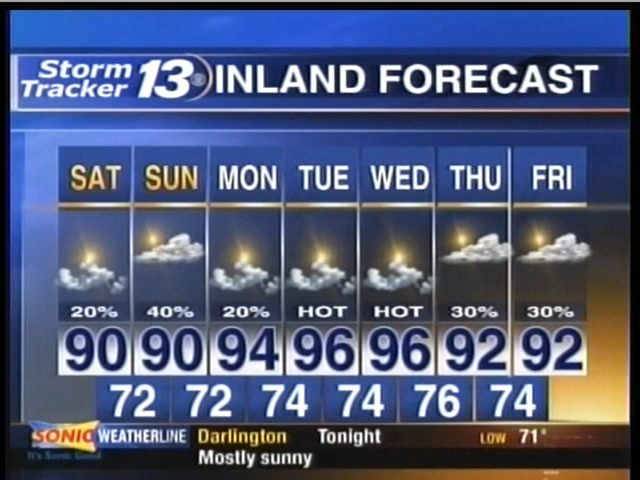 Storm
Tracker 13
INLAND FORECAST
SAT SUN MON TUE WED THU FRI
20% 40% 20% HOT HOT 30% 30%
90 90 94 96 96 92 92
72 72 74 74 76 74
SONIC WEATHERLINE Darlington Tonight LOW 71°
It's Sonic Good
Mostly sunny